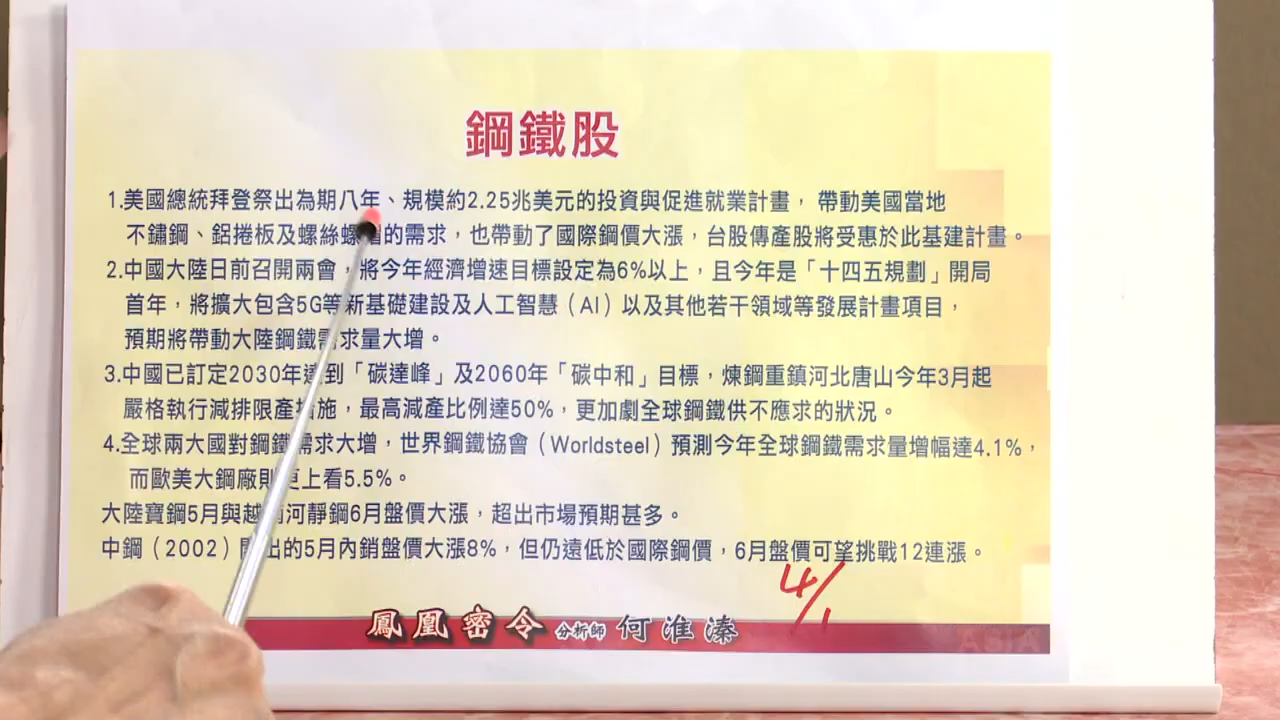 鋼鐵股
1.美國總統拜登祭出為期八年、規模約2.25兆美元的投資與促進就業計畫，帶動美國當地
不鏽鋼、鋁捲板及螺絲螺帽的需求，也帶動了國際鋼價大漲，台股傳產股將受惠於此基建計畫。
2.中國大陸日前召開兩會，將今年經濟增速目標設定為6%以上，且今年是「十四五規劃」開局
首年，將擴大包含5G等新基礎建設及人工智慧（AI）以及其他若干領域等發展計畫項目，
預期將帶動大陸鋼鐵需求量大增。
3.中國已訂定2030年達到「碳達峰」及2060年「碳中和」目標，煉鋼重鎮河北唐山今年3月起
嚴格執行減排限產措施，最高減產比例達50%，更加劇全球鋼鐵供不應求的狀況。
4.全球兩大國對鋼鐵需求大增，世界鋼鐵協會（Worldsteel）預測今年全球鋼鐵需求量增幅達4.1%，
而歐美大鋼廠則更上看5.5%。
大陸寶鋼5月與越南河靜鋼6月盤價大漲，超出市場預期甚多。
中鋼（2002）開出的5月內銷盤價大漲8%，但仍遠低於國際鋼價，6月盤價可望挑戰12連漲。
4/1
鳳凰密令 分析師 何淮溱
ASIA